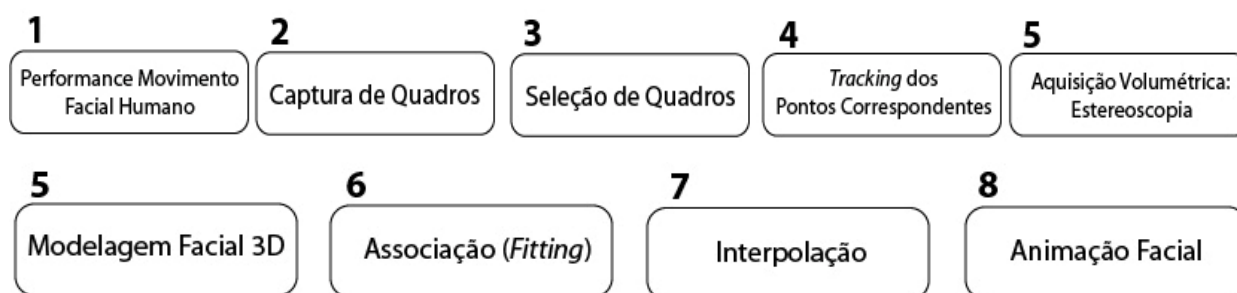 1
Performance Movimento
Facial Humano
2
Captura de Quadros
3
Seleção de Quadros
4
Tracking dos
Pontos Correspondentes
5
Aquisição Volumétrica:
Estereoscopia
5
Modelagem Facial 3D
6
Associação (Fitting)
7
Interpolação
8
Animação Facial